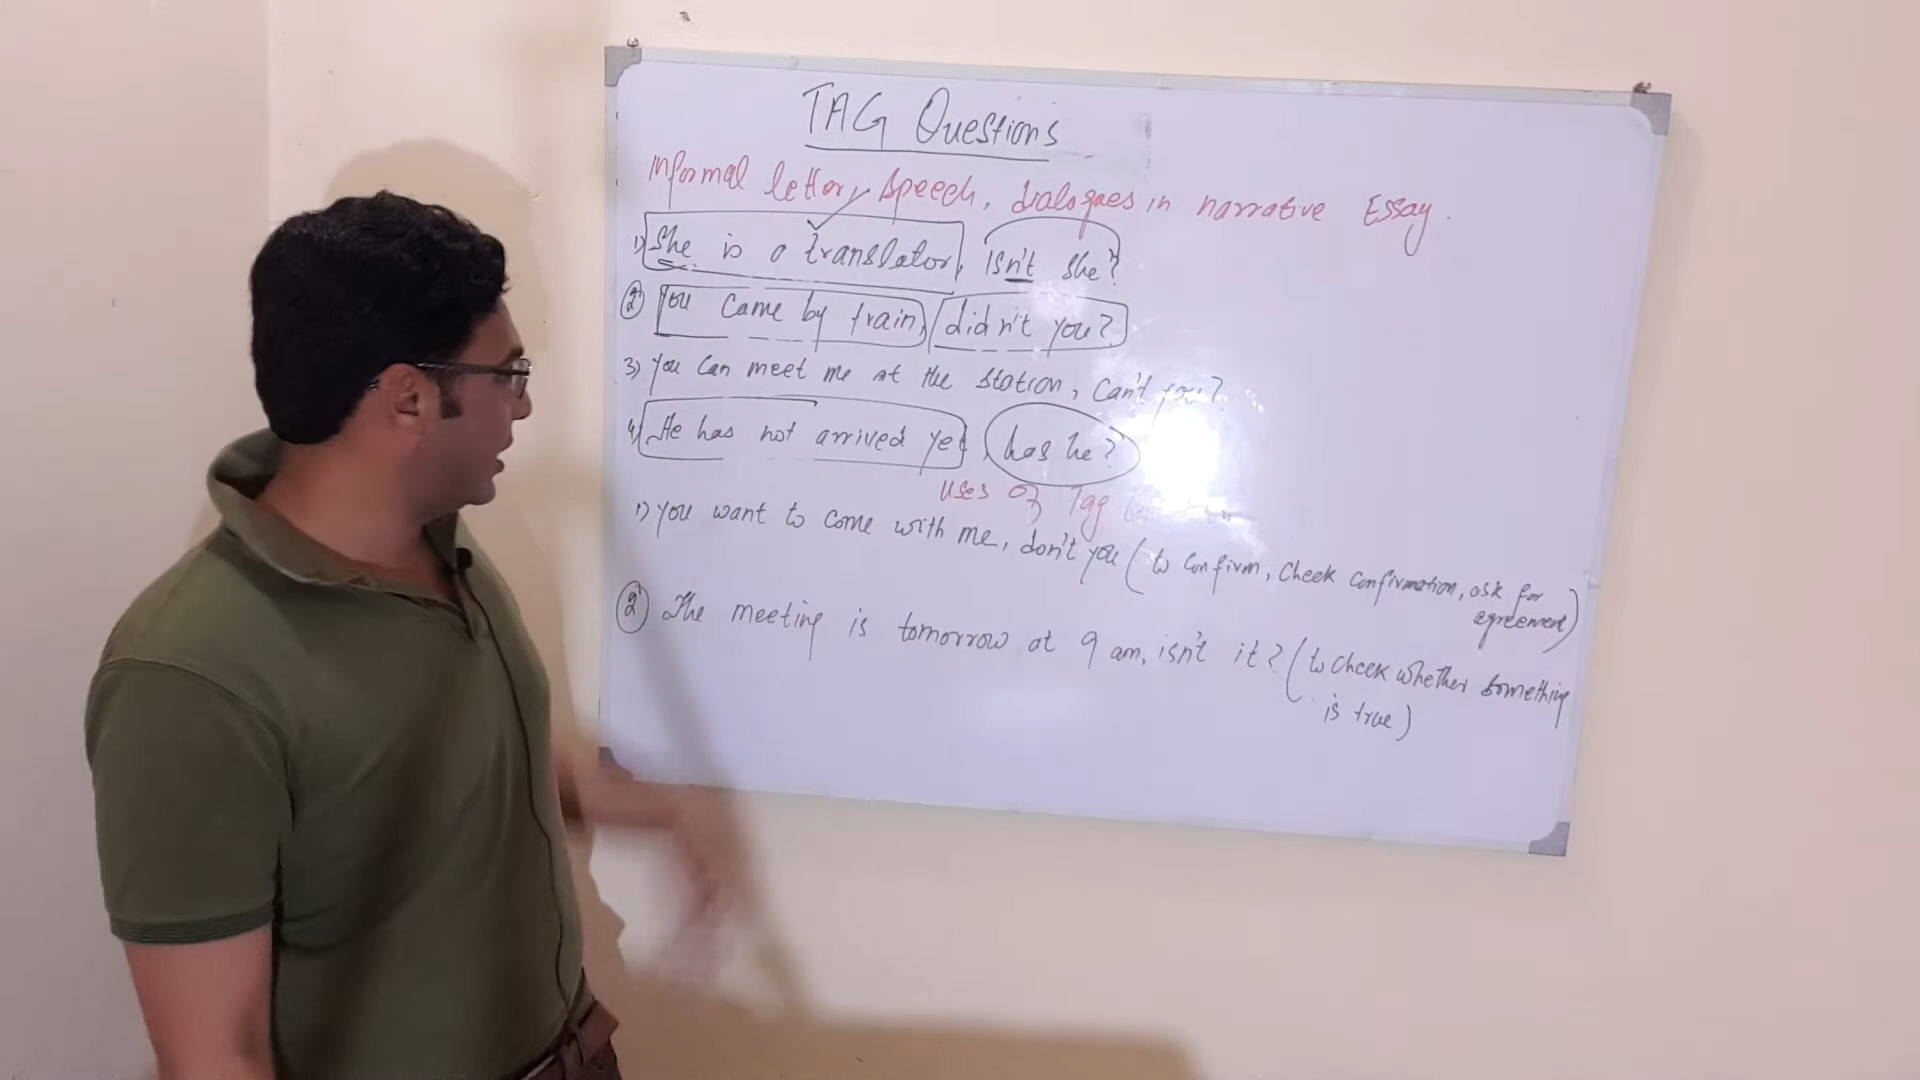 TAG Questions
Informal letter, speech, dialogues in narrative Essay.
1) She is a translator, isn't she?
2 You came by train, didn't you?
3) You can meet me at the station, can't you?
4) He has not arrived yet, has he?
Uses of Tag
1) You want to come with me, don't you (to confirm, check confirmation, ask for
agreement)
2 The meeting is tomorrow at 9 am, isn't it? (to check whether something
is true)